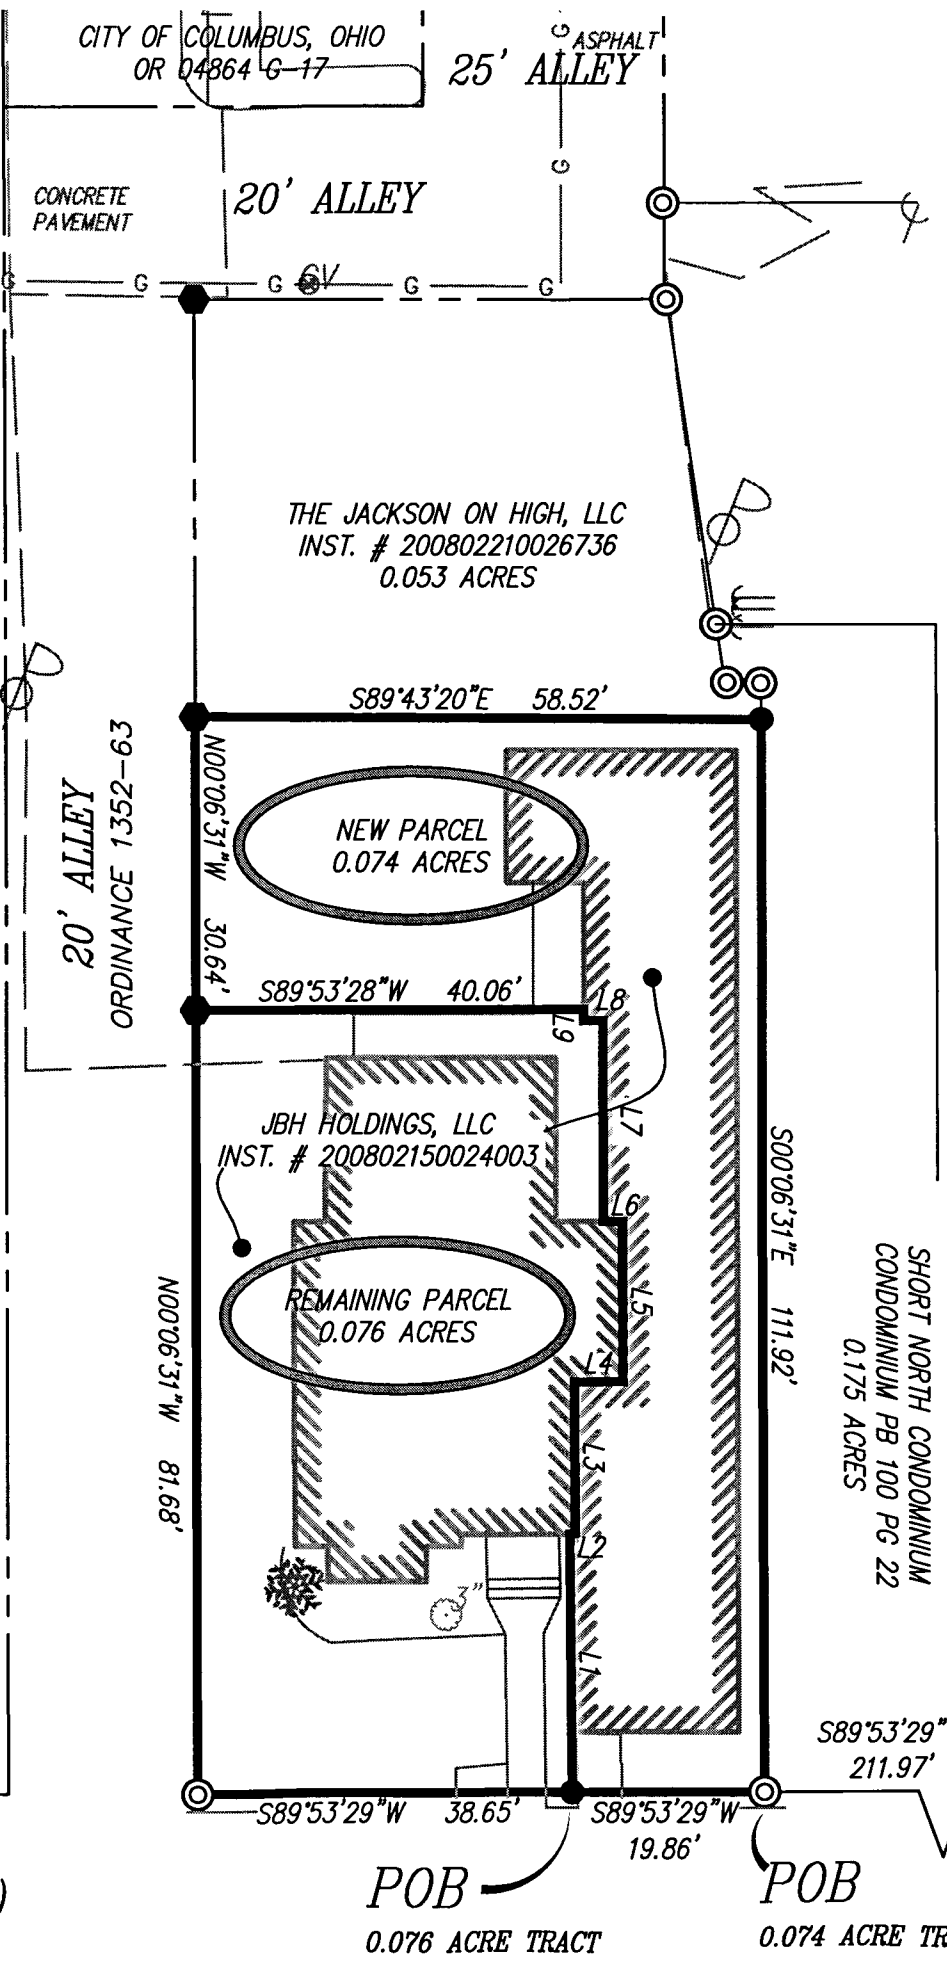 CITY OF COLUMBUS, OHIO
OR 04864 G-17
ASPHALT
25' ALLEY
G
G
CONCRETE
PAVEMENT
20' ALLEY
G
G
G
GV
G
G
THE JACKSON ON HIGH, LLC
INST. # 200802210026736
0.053 ACRES
S89°43'20"E 58.52'
20' ALLEY
ORDINANCE 1352-63
N00°06'31"W 30.64'
NEW PARCEL
0.074 ACRES
S89°53'28"W 40.06'
L8
L9
L7
JBH HOLDINGS, LLC
INST. # 200802150024003
L6
S00°06'31"E 111.92'
L5
REMAINING PARCEL
0.076 ACRES
L4
N00°06'31"W 81.68'
SHORT NORTH CONDOMINIUM
CONDOMINIUM PB 100 PG 22
0.175 ACRES
L3
L2
3"
L1
S89°53'29"
211.97'
S89°53'29"W 38.65'
S89°53'29"W
19.86'
POB
0.076 ACRE TRACT
POB
0.074 ACRE TR